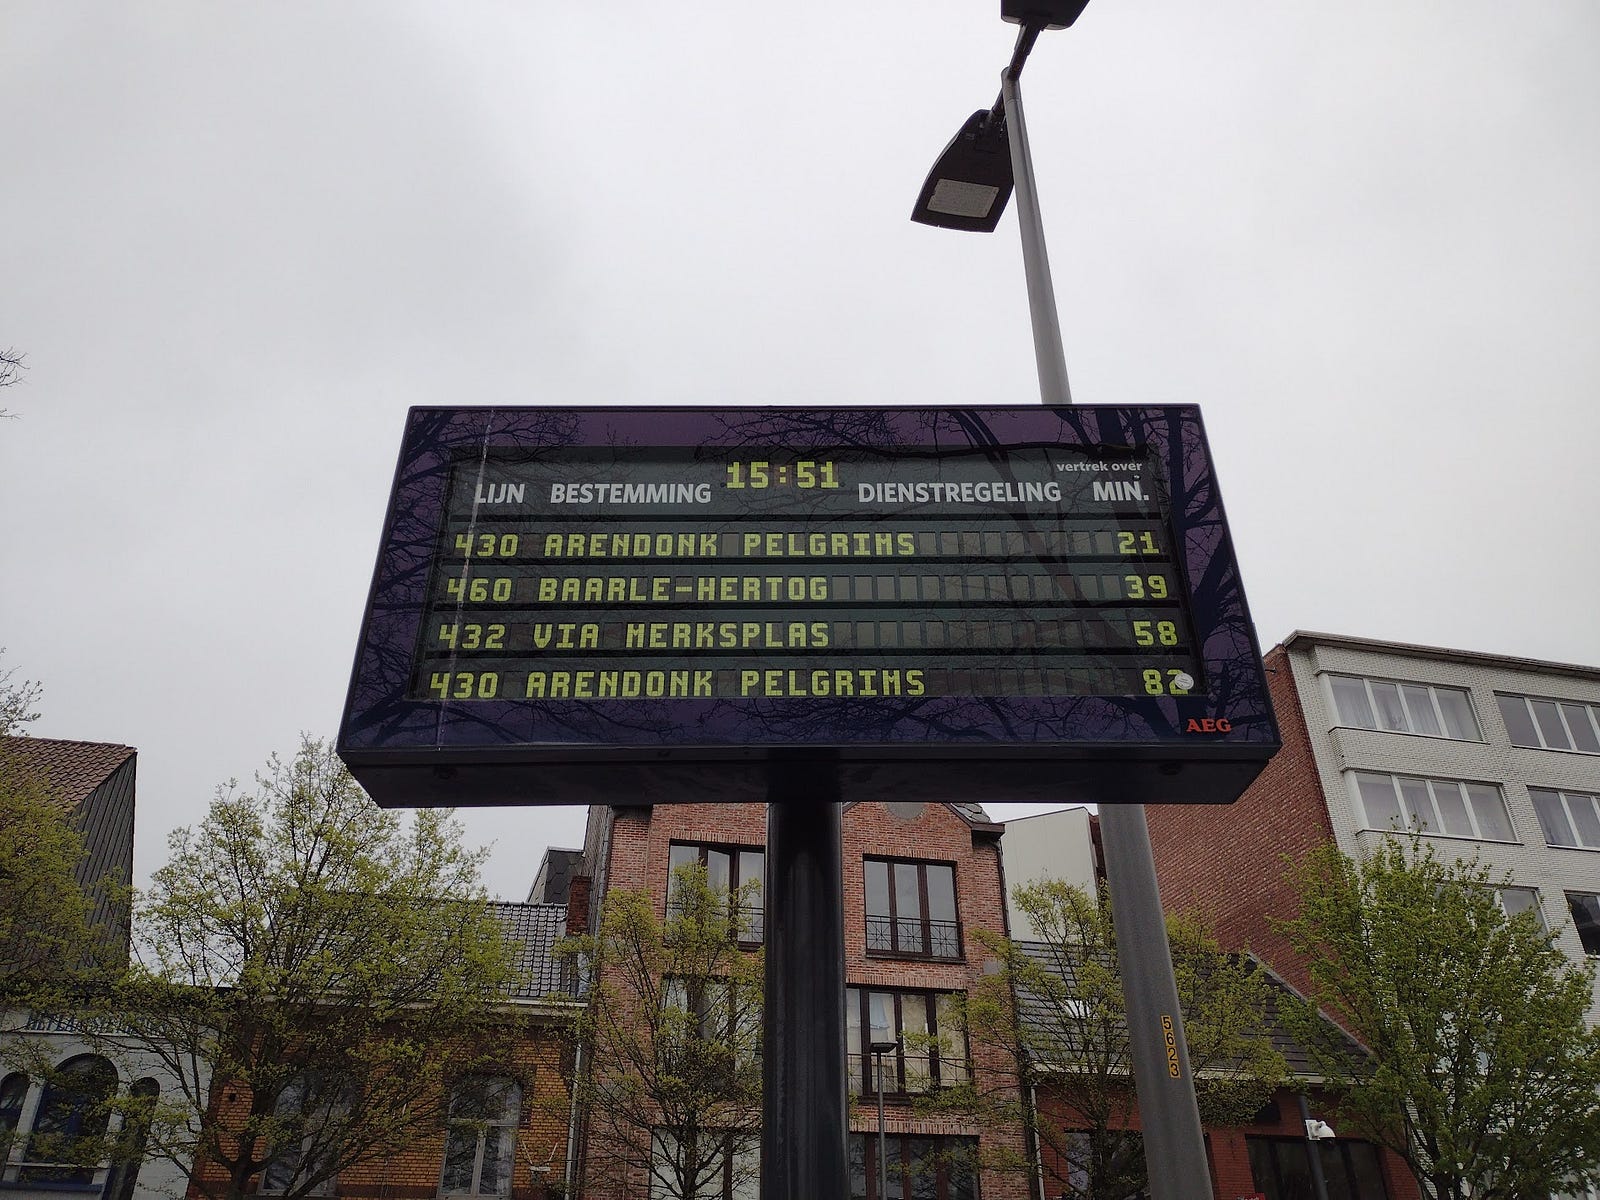 15:51
vertrek over
LIJN BESTEMMING DIENSTREGELING MIN.
430 ARENDONK PELGRIMS 21
460 BAARLE-HERTOG 39
432 VIA MERKSPLAS 58
430 ARENDONK PELGRIMS 82
AEG
5623